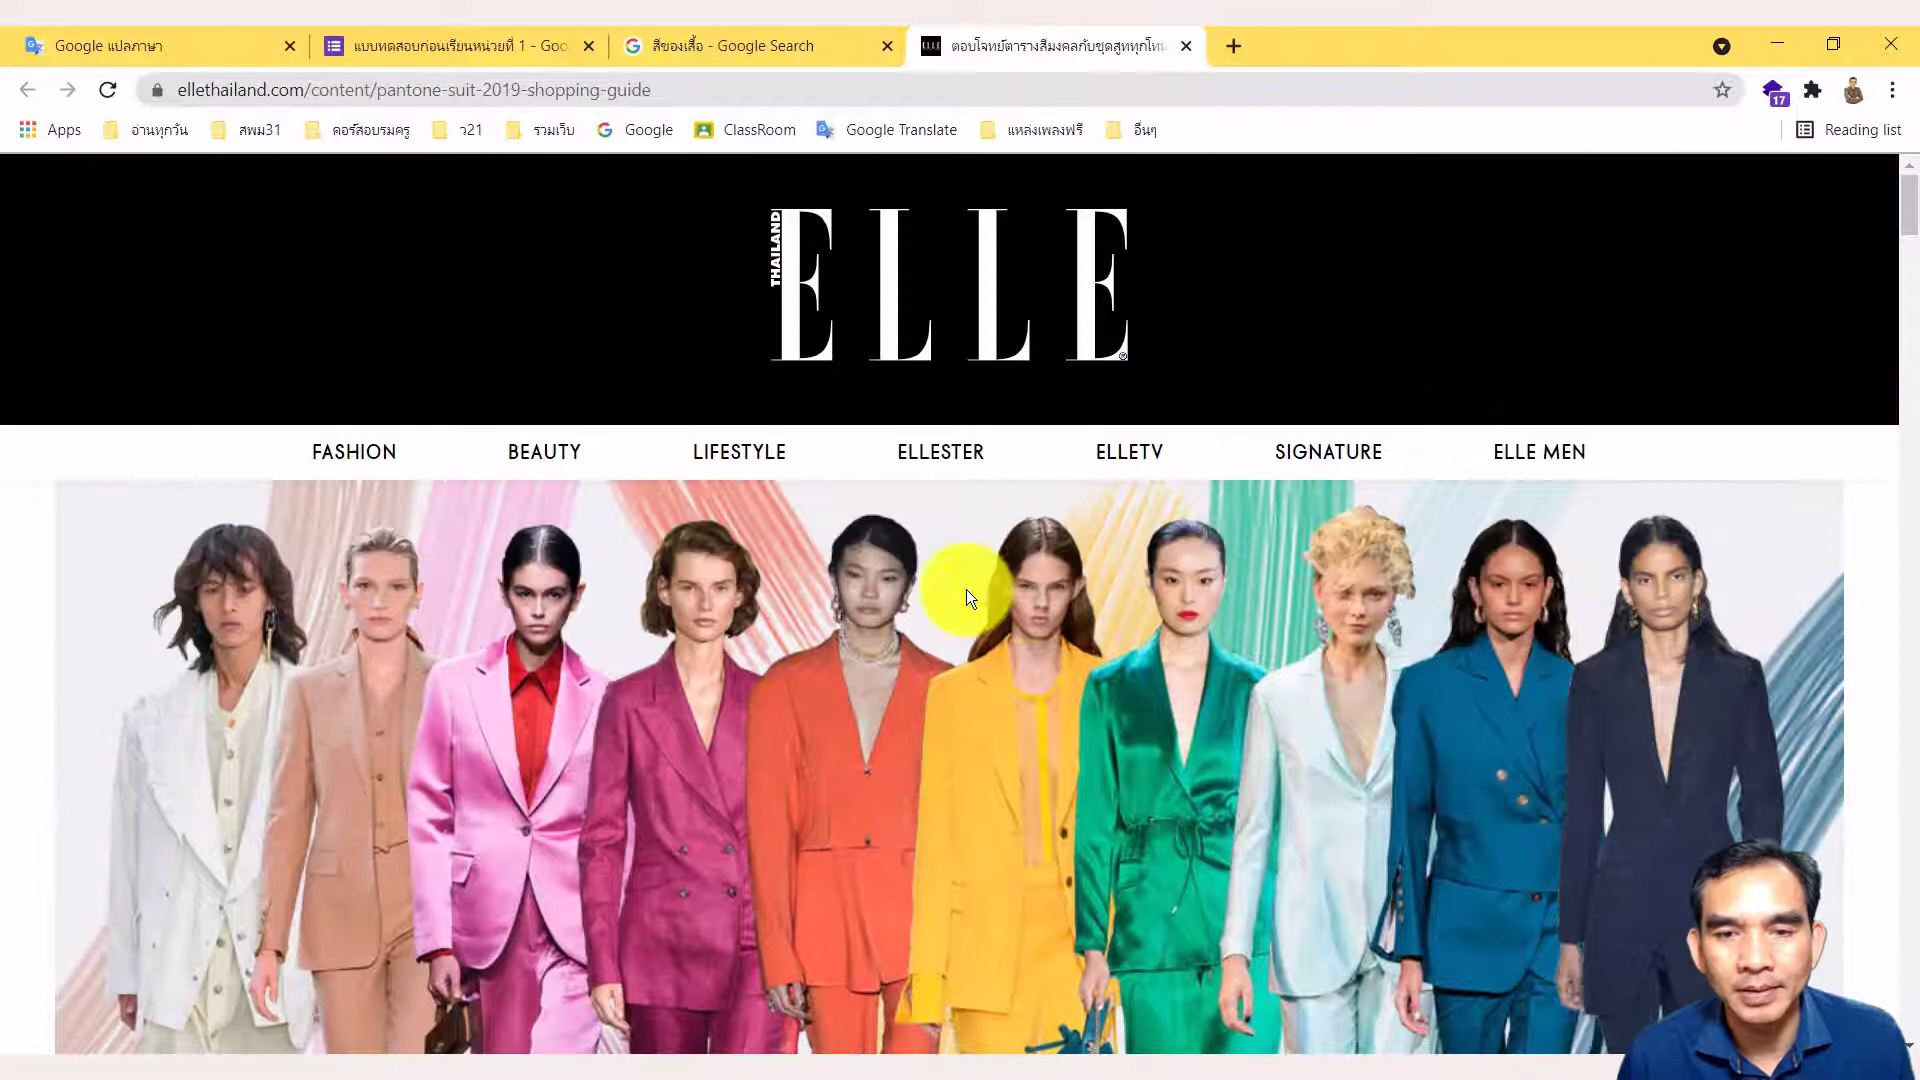 Google แปลภาษา
แบบทดสอบก่อนเรียนหน่วยที่ 1 - Goo
สีของเสื้อ - Google Search
ELLE
ตอบโจทย์ตารางสีมงคลกับชุดสูททุกโทน
ellethailand.com/content/pantone-suit-2019-shopping-guide
17
Apps
อ่านทุกวัน
สพม31
คอร์สอบรมครู
ว21
รวมเว็บ
Google
ClassRoom
Google Translate
แหล่งเพลงฟรี
อื่นๆ
Reading list
THAILAND
ELLE
FASHION
BEAUTY
LIFESTYLE
ELLESTER
ELLETV
SIGNATURE
ELLE MEN